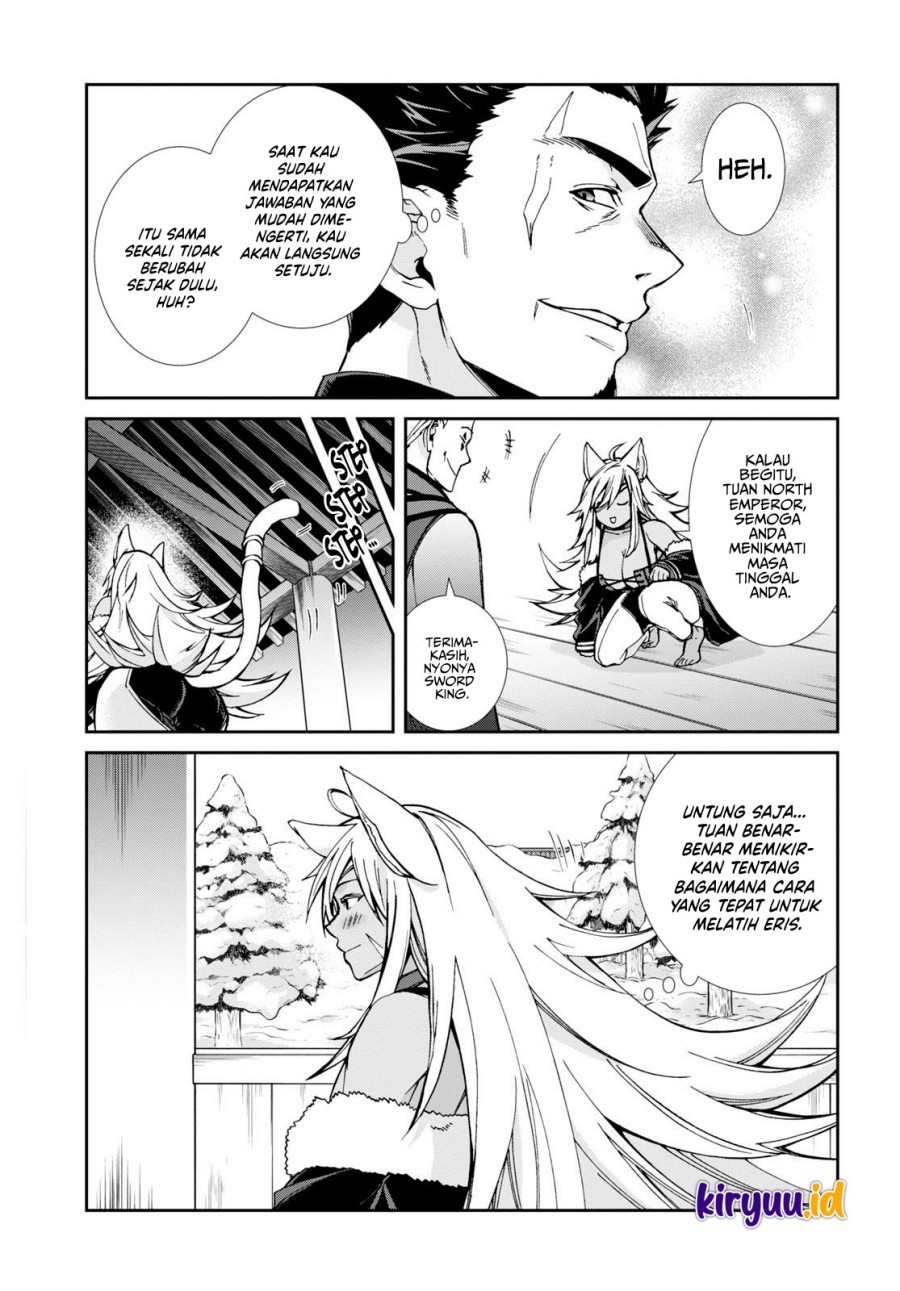 HEH.
SAAT KAU
SUDAH
MENDAPATKAN
JAWABAN YANG
MUDAH DIME-
NGERTI, KAU
AKAN LANGSUNG
SETUJU.
ITU SAMA
SEKALI TIDAK
BERUBAH
SEJAK DULU,
HUH?
KALAU
BEGITU,
TUAN NORTH
EMPEROR,
SEMOGA
ANDA
MENIKMATI
MASA
TINGGAL
ANDA.
TERIMA-
KASIH,
NYONYA
SWORD
KING.
STEP
STEP
STEP...
UNTUNG SAJA...
TUAN BENAR-
BENAR MEMIKIR-
KAN TENTANG
BAGAIMANA CARA
YANG TEPAT UNTUK
MELATIH ERIS.
kiryuu.id